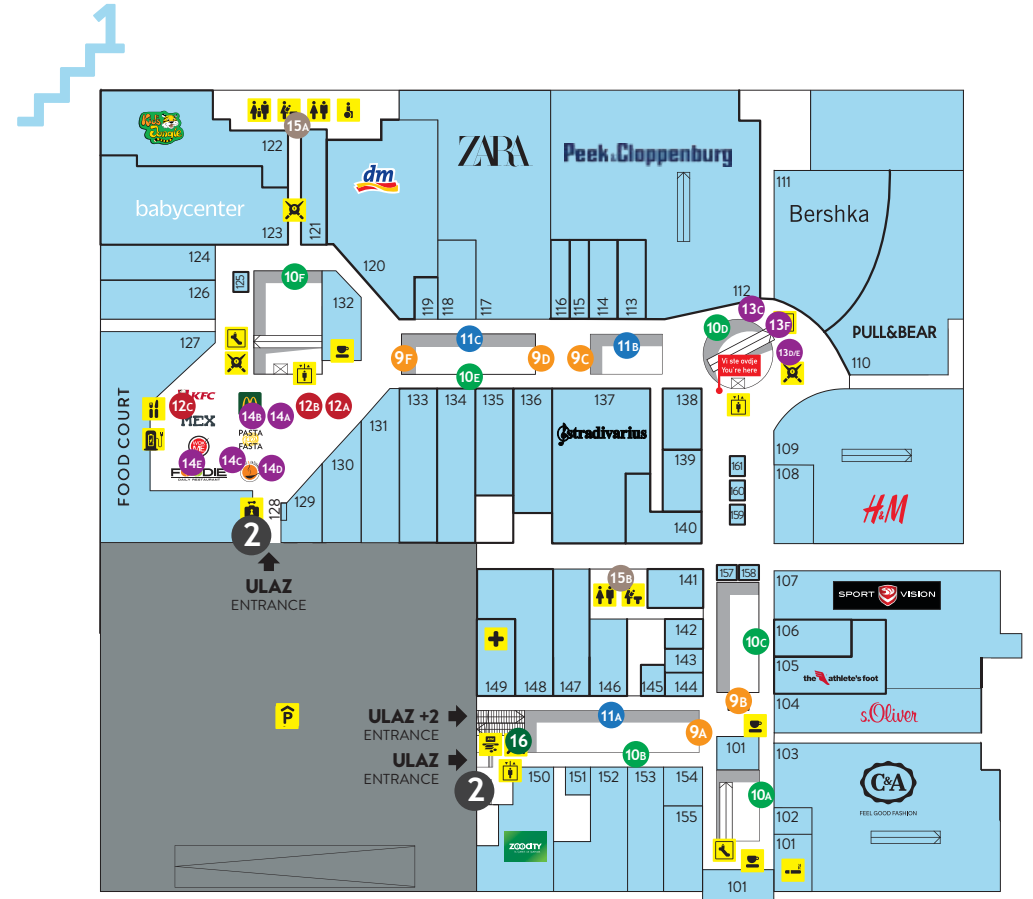 1
Kids Jungle
122
15A
dm
ZARA
Peek & Cloppenburg
111
Bershka
babycenter
123
121
124
125
126
10F
132
120
119
118
117
116
115
114
113
112
13C
10D
13F
13D/E
PULL&BEAR
110
Vi ste ovdje
You're here
127
9F
11C
9D
9C
11B
10E
FOOD COURT
KFC
12C
MEX
14B
14A
12B
12A
PASTA
FASTA
14E
14C
14D
FOODIE
DAILY RESTAURANT
133
134
135
136
137
138
stradivarius
131
130
129
128
139
140
161
160
159
109
108
H&M
2
ULAZ
ENTRANCE
157
158
15B
141
107
SPORT VISION
106
105
the athlete's foot
10C
142
143
144
145
146
147
148
149
104
s.Oliver
P
ULAZ +2
ENTRANCE
ULAZ
ENTRANCE
2
16
11A
9A
9B
10B
101
103
C&A
FEEL GOOD FASHION
150
151
152
153
154
155
10A
102
101
ZOOCITY
101